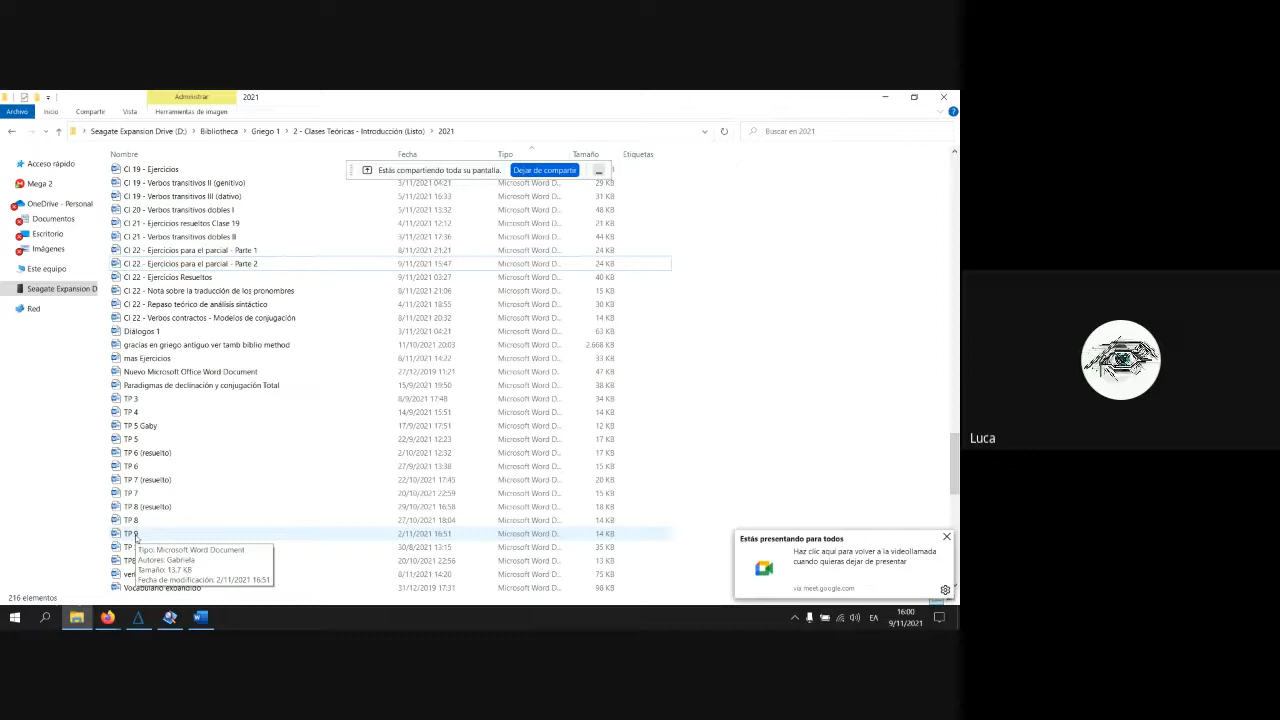 Administrar 2021
Archivo Inicio Compartir Vista Herramientas de imagen
Seagate Expansion Drive (D:) Bibliotheca Griego 1 2 - Clases Teóricas - Introducción (Listo) 2021 Buscar en 2021
Nombre Fecha Tipo Tamaño Etiquetas
Acceso rápido
Mega 2
OneDrive - Personal
Documentos
Escritorio
Imágenes
Este equipo
Seagate Expansion D
Red
Cl 19 - Ejercicios
Estás compartiendo toda su pantalla. Dejar de comparte
Cl 19 - Verbos transitivos II (genitivo) 3/11/2021 04:21 Microsoft Word D... 29 KB
Cl 19 - Verbos transitivos III (dativo) 5/11/2021 16:33 Microsoft Word D... 31 KB
Cl 20 - Verbos transitivos dobles I 5/11/2021 13:32 Microsoft Word D... 48 KB
Cl 21 - Ejercicios resueltos Clase 19 4/11/2021 12:12 Microsoft Word D... 21 KB
Cl 21 - Verbos transitivos dobles II 3/11/2021 17:36 Microsoft Word D... 44 KB
Cl 22 - Ejercicios para el parcial - Parte 1 8/11/2021 21:21 Microsoft Word D... 24 KB
Cl 22 - Ejercicios para el parcial - Parte 2 9/11/2021 15:47 Microsoft Word D... 24 KB
Cl 22 - Ejercicios Resueltos 9/11/2021 03:27 Microsoft Word D... 40 KB
Cl 22 - Nota sobre la traducción de los pronombres 8/11/2021 21:06 Microsoft Word D... 15 KB
Cl 22 - Repaso teórico de análisis sintáctico 4/11/2021 18:55 Microsoft Word D... 30 KB
Cl 22 - Verbos contractos - Modelos de conjugación 8/11/2021 20:32 Microsoft Word D... 14 KB
Diálogos 1 3/11/2021 04:21 Microsoft Word D... 63 KB
gracias en griego antiguo ver tamb biblio method 11/10/2021 20:03 Microsoft Word D... 2.668 KB
mas Ejercicios 8/11/2021 14:22 Microsoft Word D... 33 KB
Nuevo Microsoft Office Word Document 27/12/2019 11:21 Microsoft Word D... 47 KB
Paradigmas de declinación y conjugación Total 15/9/2021 19:50 Microsoft Word D... 38 KB
TP 3 8/9/2021 17:48 Microsoft Word D... 34 KB
TP 4 14/9/2021 15:51 Microsoft Word D... 14 KB
TP 5 Gaby 17/9/2021 17:51 Microsoft Word D... 12 KB
TP 5 22/9/2021 12:23 Microsoft Word D... 17 KB
TP 6 (resuelto) 2/10/2021 12:32 Microsoft Word D... 17 KB
TP 6 27/9/2021 13:38 Microsoft Word D... 15 KB
TP 7 (resuelto) 22/10/2021 17:45 Microsoft Word D... 20 KB
TP 7 20/10/2021 22:59 Microsoft Word D... 15 KB
TP 8 (resuelto) 29/10/2021 16:58 Microsoft Word D... 18 KB
TP 8 27/10/2021 18:04 Microsoft Word D... 14 KB
TP 9 2/11/2021 16:51 Microsoft Word D... 14 KB
TP 30/8/2021 13:15 Microsoft Word D... 35 KB
20/10/2021 22:56 Microsoft Word D... 13 KB
8/11/2021 14:20 Microsoft Word D... 75 KB
Vocabulario expandido 31/12/2019 17:31 Microsoft Word D... 98 KB
Tipo: Microsoft Word Document
Autores: Gabriela
Tamaño: 13,7 KB
Fecha de modificación: 2/11/2021 16:51
216 elementos
Estás presentando para todos
Haz clic aquí para volver a la videollamada
cuando quieras dejar de presentar
via meet.google.com
ΕΛ 16:00
9/11/2021
Luca